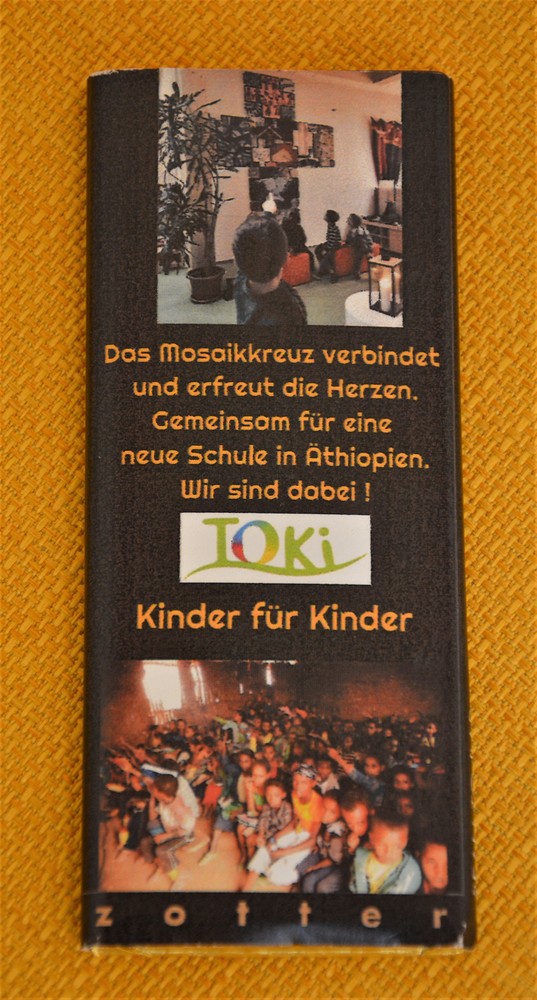 Das Mosaikkreuz verbindet
und erfreut die Herzen.
Gemeinsam für eine
neue Schule in Äthiopien.
Wir sind dabei !
TOKi
Kinder für Kinder
zotter